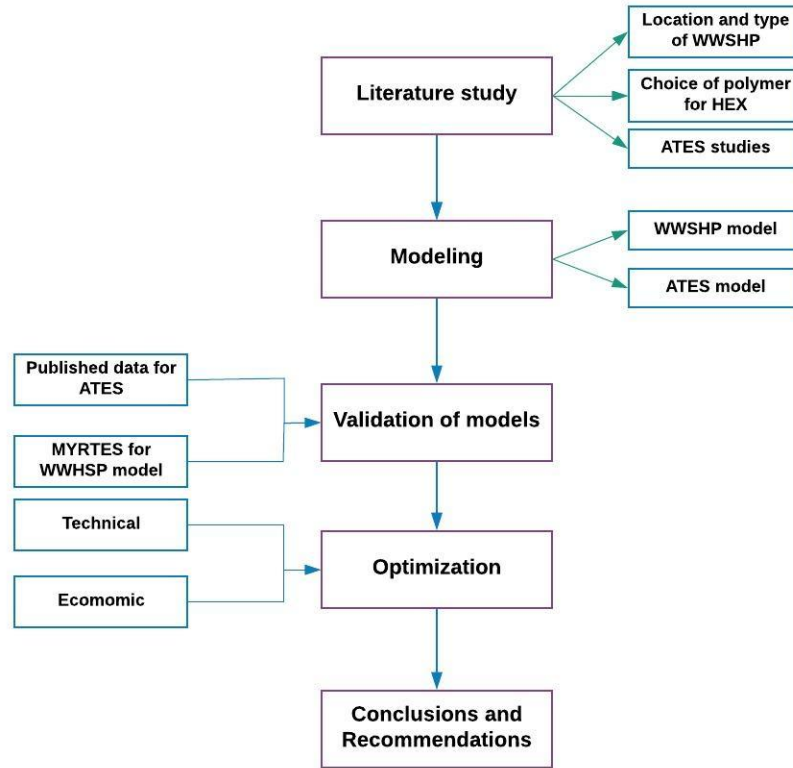 Literature study
Location and type
of WWSHP
Choice of polymer
for HEX
ATES studies
Modeling
WWSHP model
ATES model
Published data for
ATES
MYRTES for
WWHSP model
Validation of models
Technical
Ecomomic
Optimization
Conclusions and
Recommendations